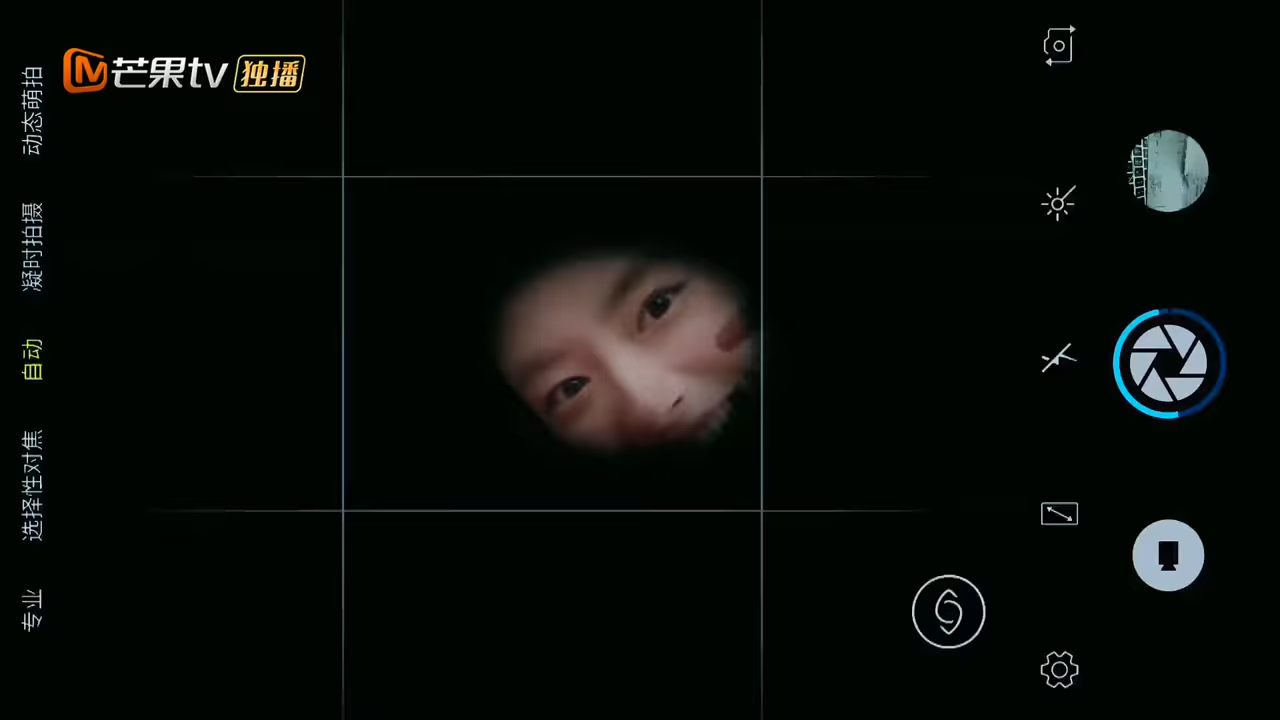 芒果tv 独播
动态萌拍
凝时拍摄
自动
选择性对焦
专业